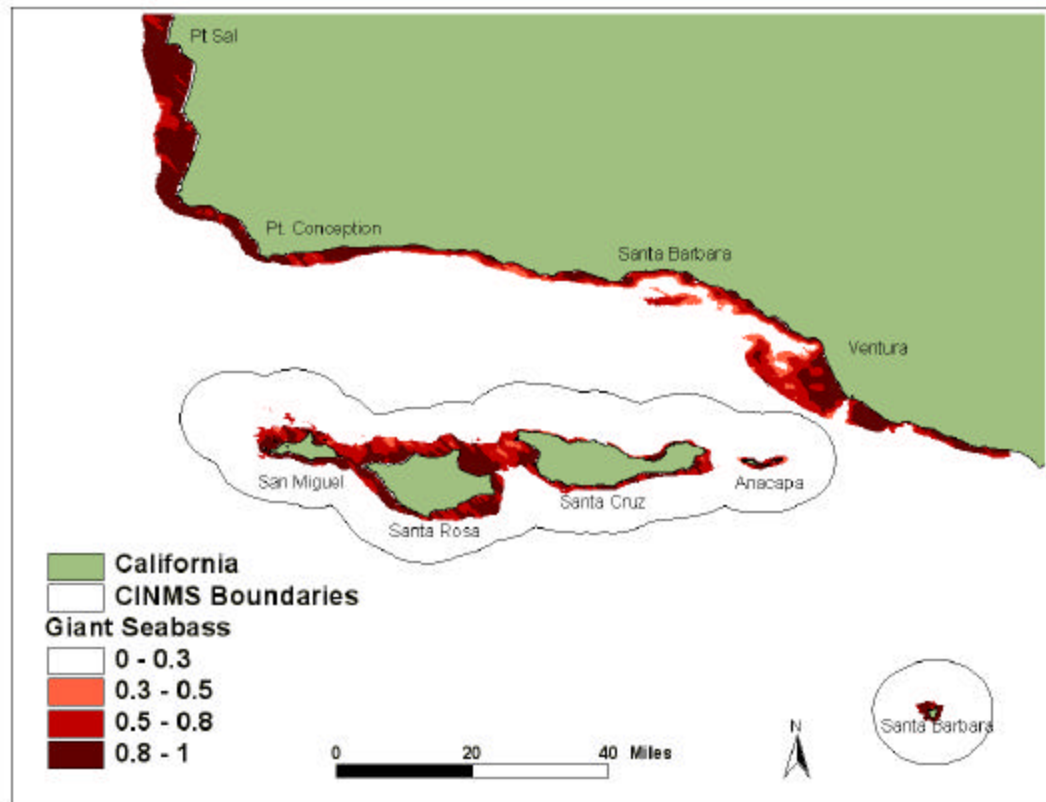 Pt Sal
Pt. Conception
Santa Barbara
Ventura
San Miguel
Santa Rosa
Santa Cruz
Anacapa
California
CINMS Boundaries
Giant Seabass
0 - 0.3
0.3 - 0.5
0.5 - 0.8
0.8 - 1
0 20 40 Miles
N
Santa Barbara